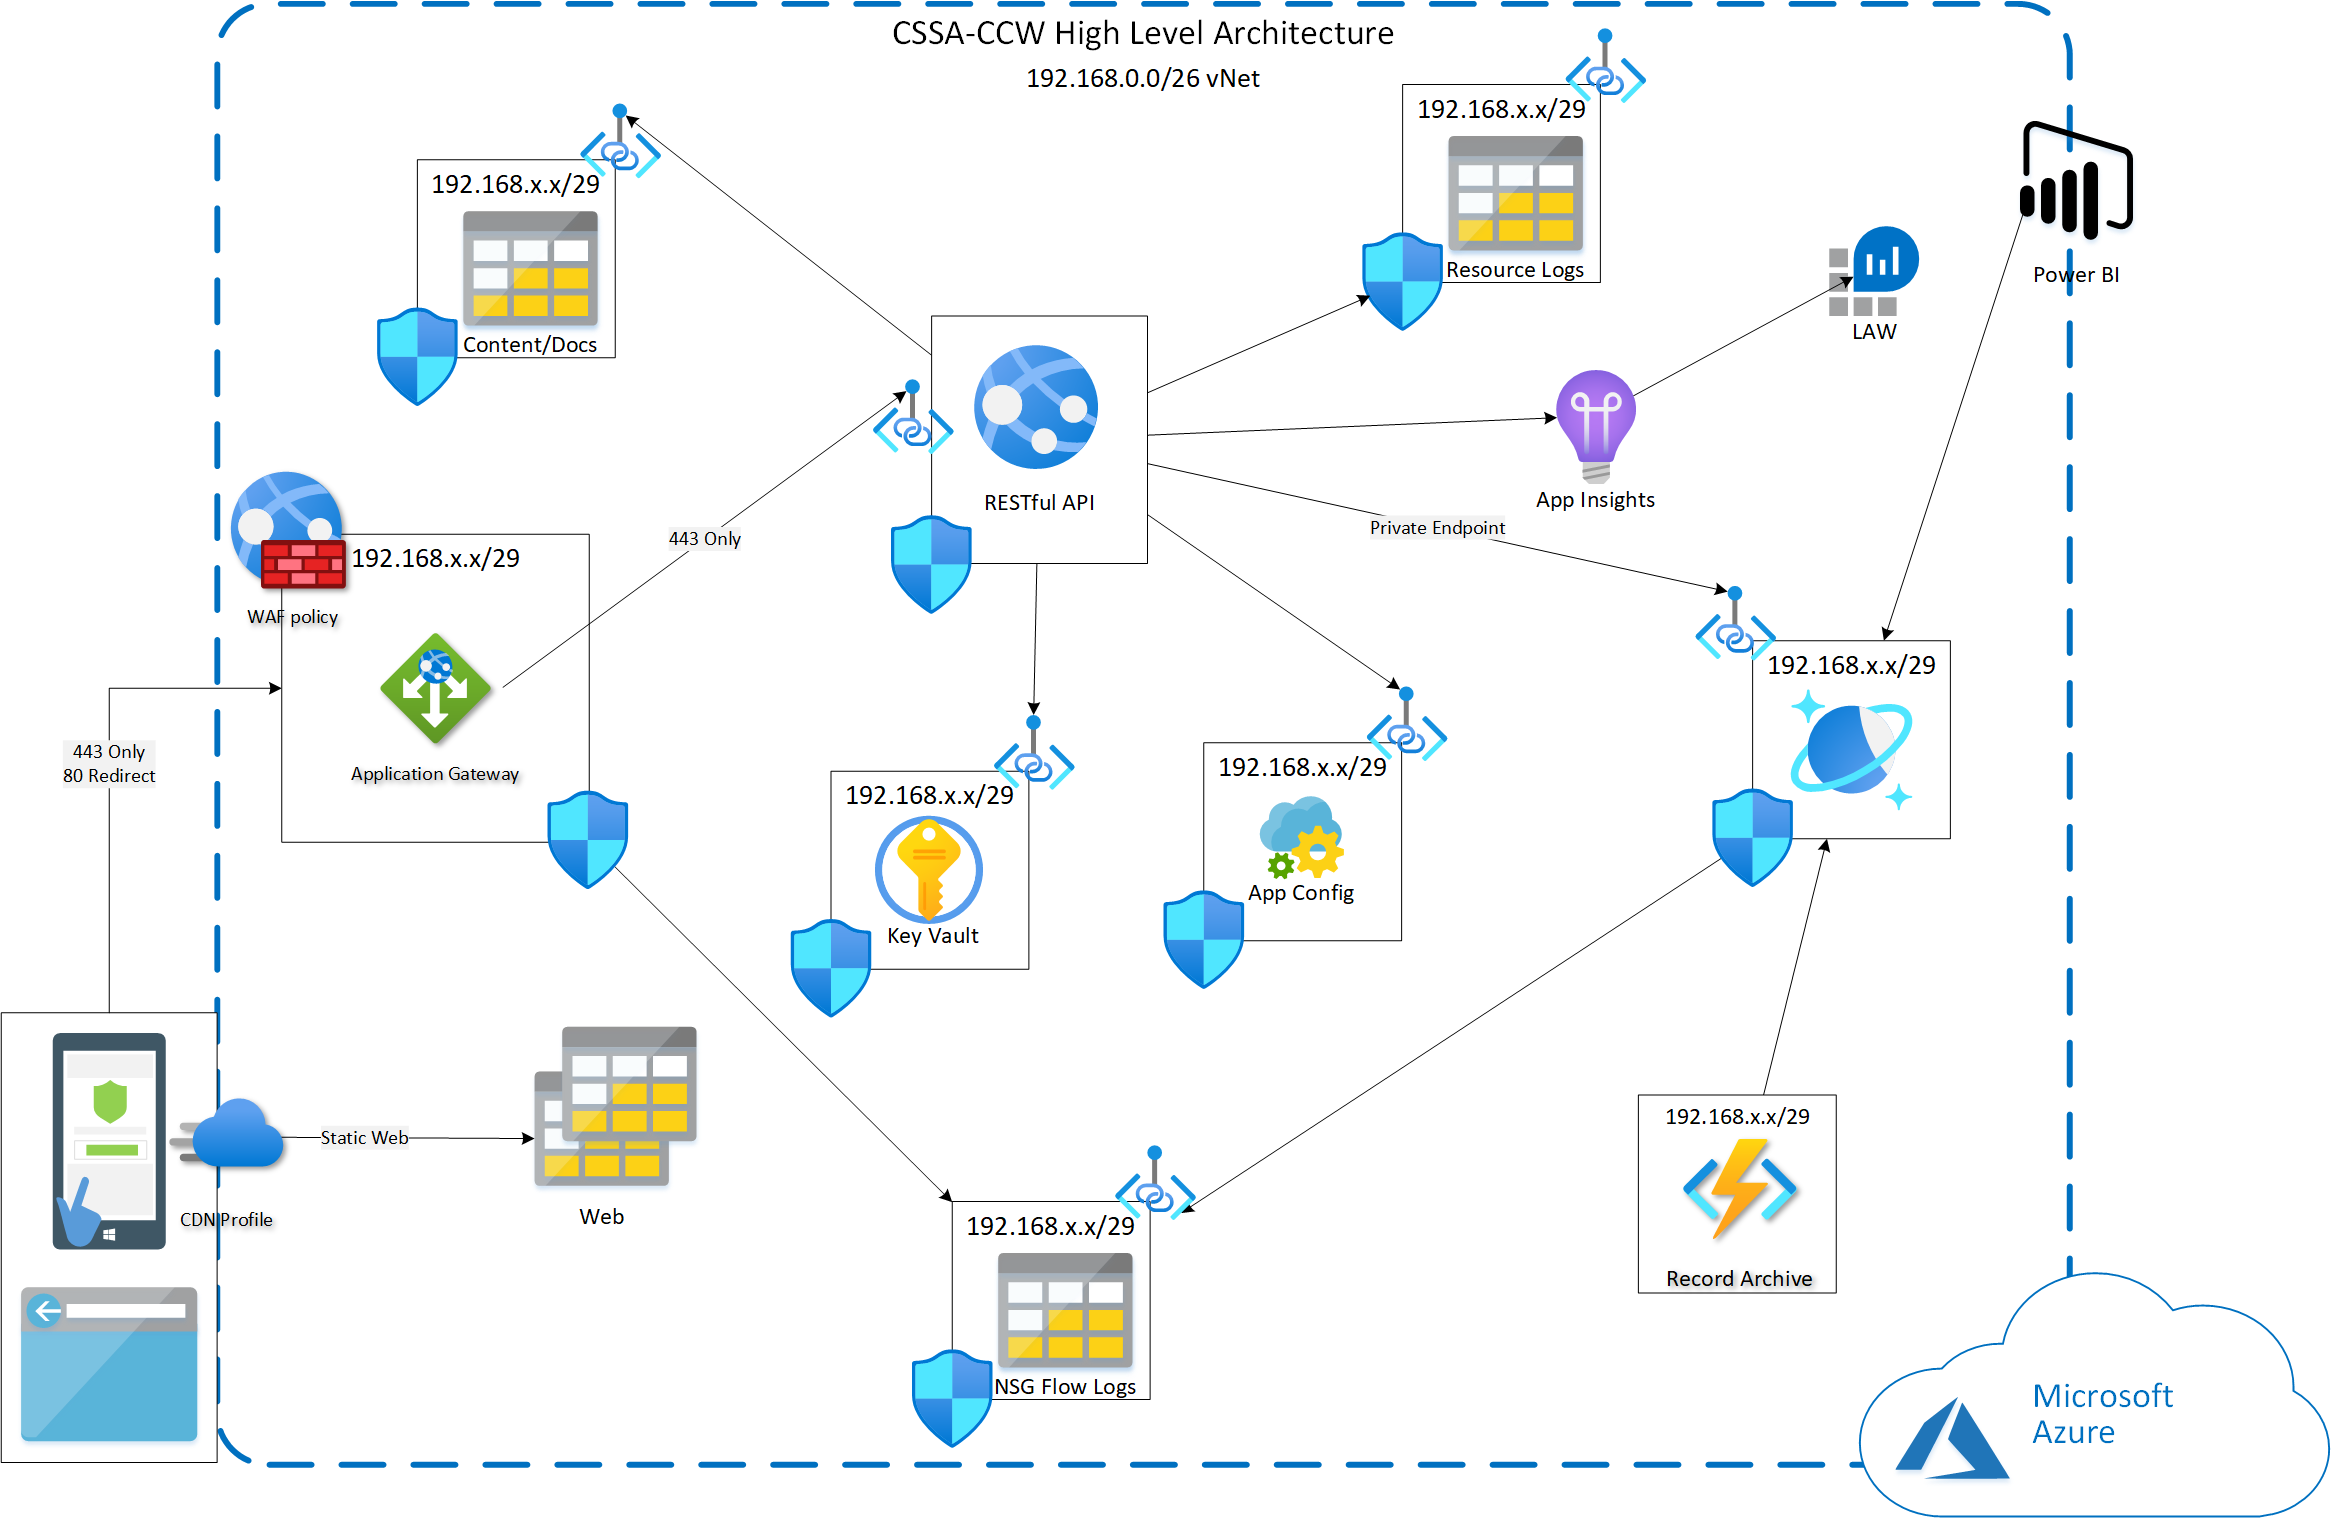 CSSA-CCW High Level Architecture
192.168.0.0/26 vNet
192.168.x.x/29
Content/Docs
192.168.x.x/29
Resource Logs
Power BI
LAW
RESTful API
App Insights
Private Endpoint
443 Only
192.168.x.x/29
WAF policy
Application Gateway
443 Only
80 Redirect
192.168.x.x/29
Key Vault
192.168.x.x/29
App Config
192.168.x.x/29
Static Web
CDN Profile
Web
192.168.x.x/29
NSG Flow Logs
192.168.x.x/29
Record Archive
Microsoft
Azure